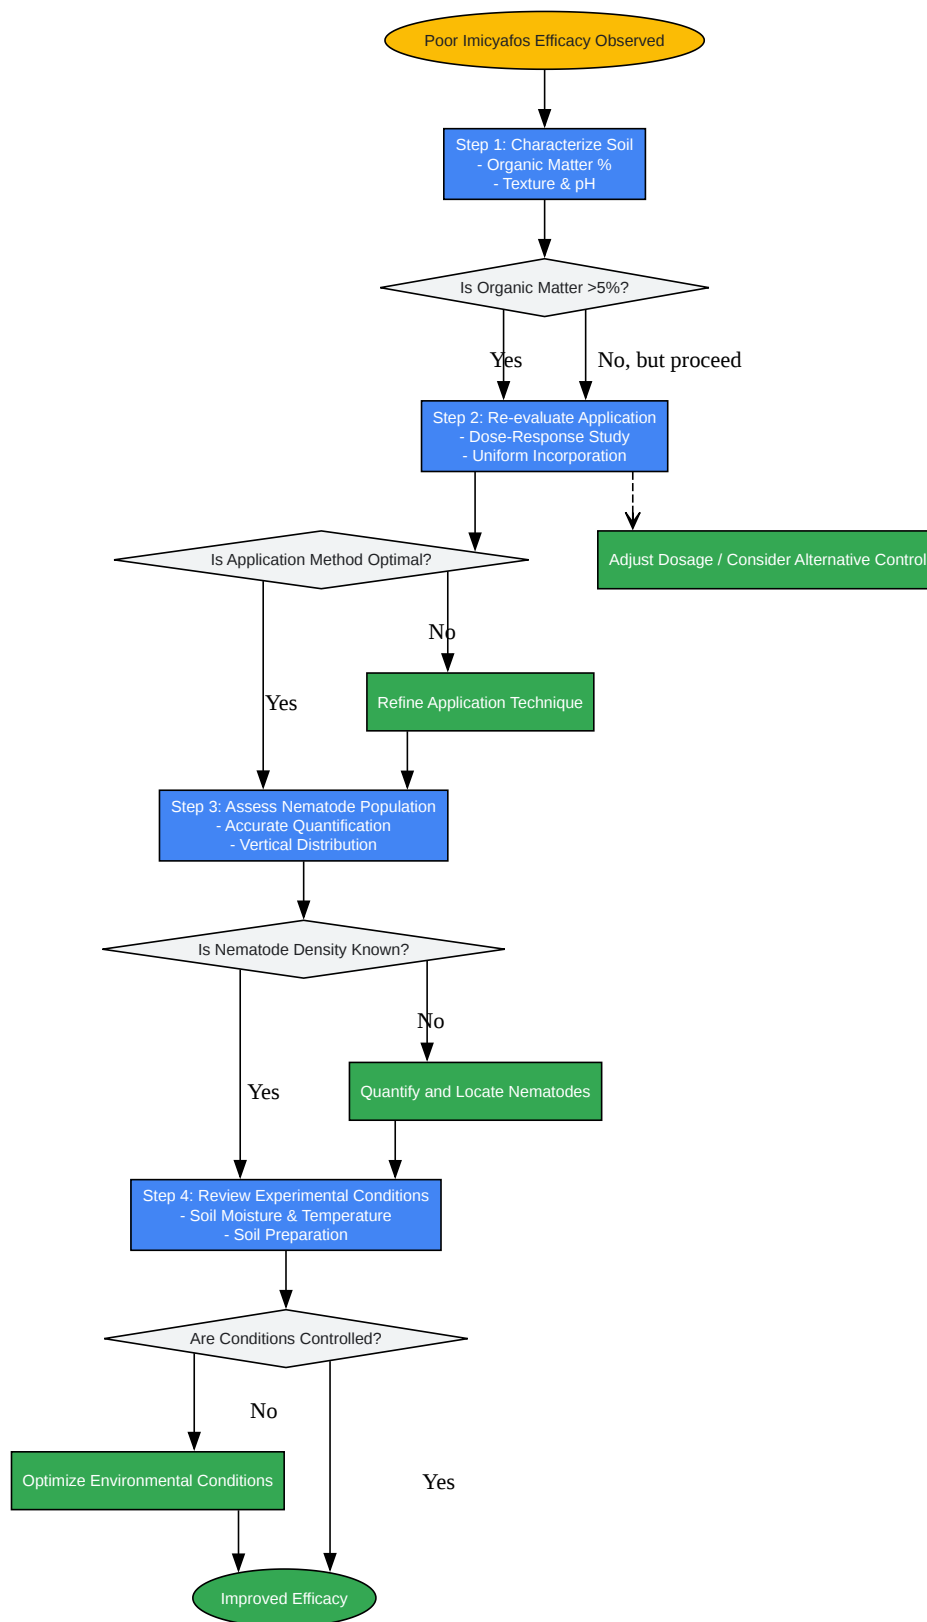 Poor Imicyafos Efficacy Observed
Step 1: Characterize Soil
- Organic Matter %
- Texture & pH
Is Organic Matter >5%?
Yes
No, but proceed
Step 2: Re-evaluate Application
- Dose-Response Study
- Uniform Incorporation
Is Application Method Optimal?
Adjust Dosage / Consider Alternative Control
No
Yes
Refine Application Technique
Step 3: Assess Nematode Population
- Accurate Quantification
- Vertical Distribution
Is Nematode Density Known?
No
Yes
Quantify and Locate Nematodes
Step 4: Review Experimental Conditions
- Soil Moisture & Temperature
- Soil Preparation
Are Conditions Controlled?
No
Yes
Optimize Environmental Conditions
Improved Efficacy